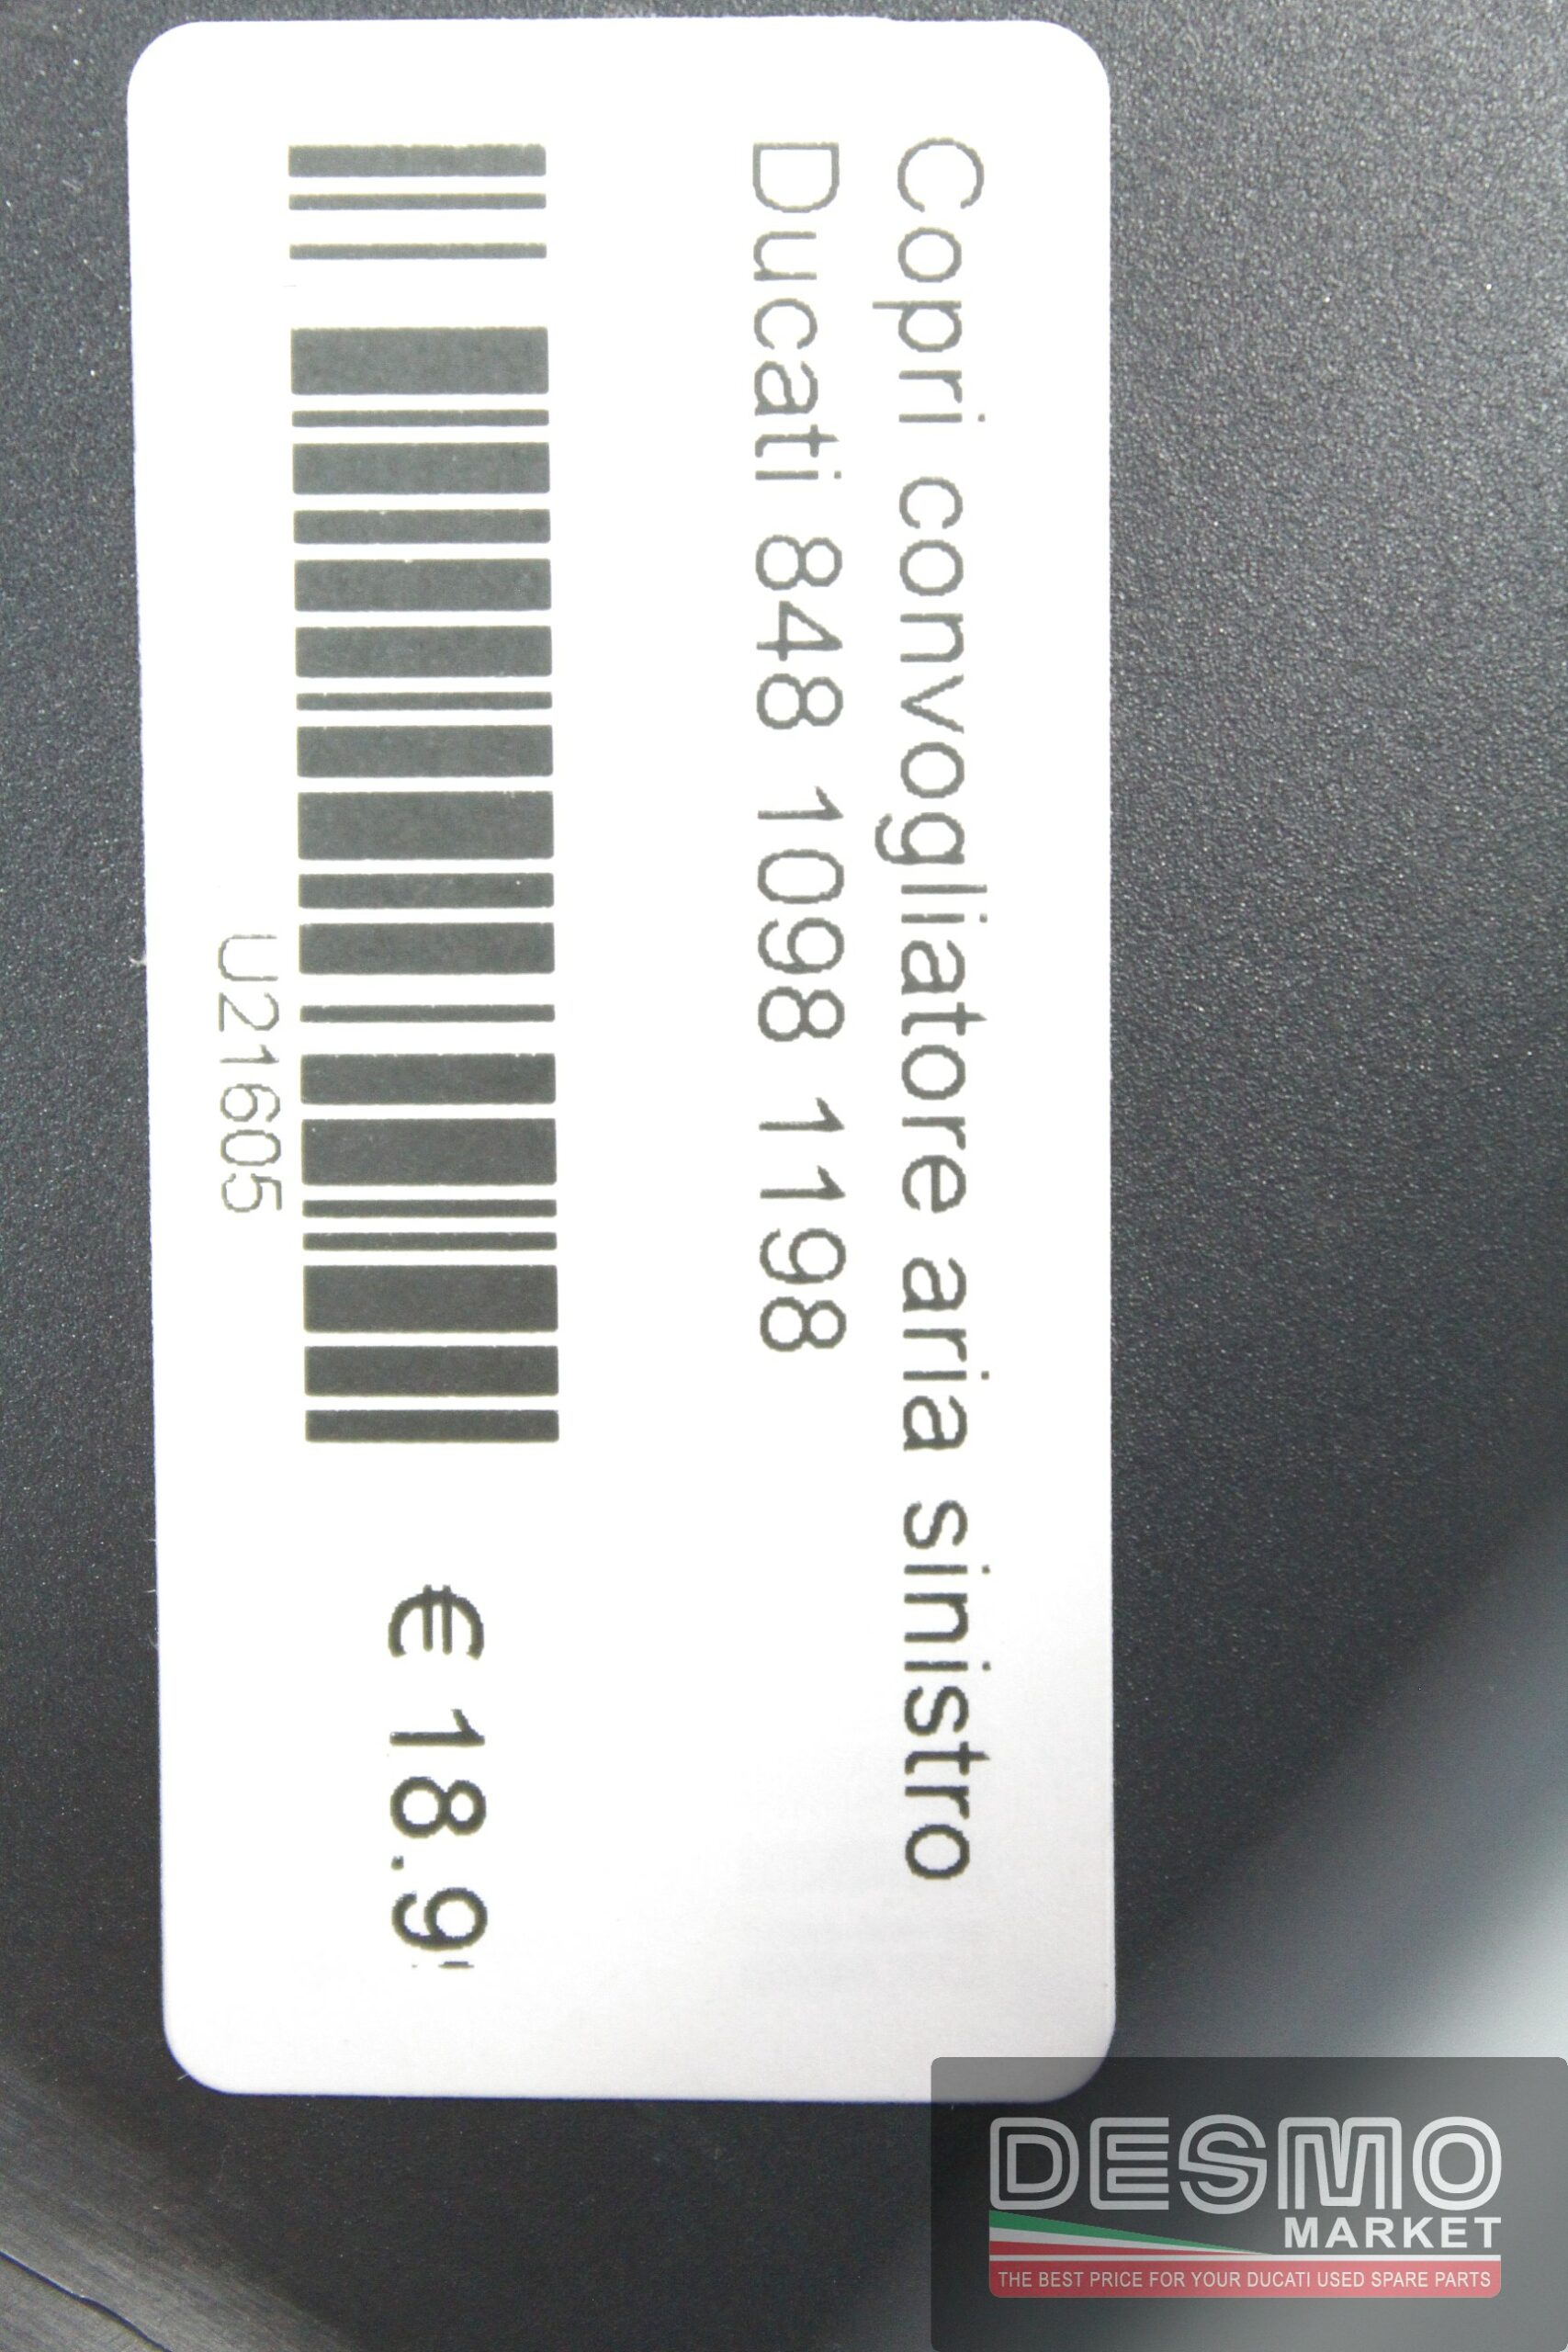 Copri convogliatore aria sinistro
Ducati 848 1098 1198
U21605
€ 18.9
DESMO
MARKET
THE BEST PRICE FOR YOUR DUCATI USED SPARE PARTS